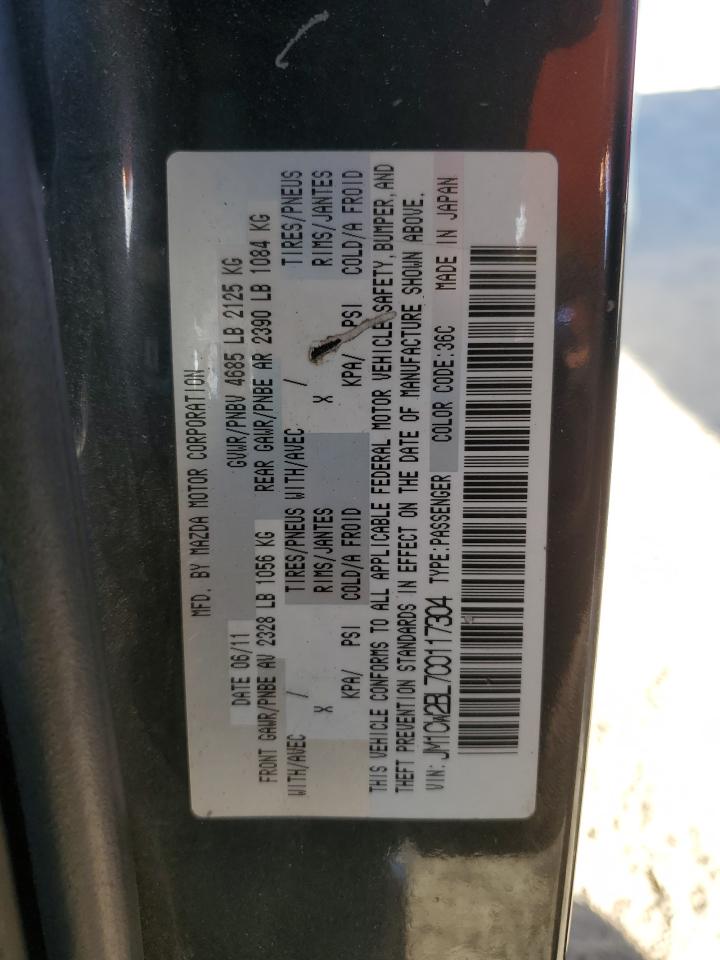 MFD. BY MAZDA MOTOR CORPORATION
DATE 06/11 GVWR/PNBV 4685 LB 2125 KG
FRONT GAWR/PNBE AV 2328 LB 1056 KG REAR GAWR/PNBE AR 2390 LB 1084 KG
WITH/AVEC / TIRES/PNEUS WITH/AVEC / TIRES/PNEUS
X RIMS/JANTES X RIMS/JANTES
KPA/ PSI COLD/A FROID KPA/ PSI COLD/A FROID
THIS VEHICLE CONFORMS TO ALL APPLICABLE FEDERAL MOTOR VEHICLE SAFETY, BUMPER, AND
THEFT PREVENTION STANDARDS IN EFFECT ON THE DATE OF MANUFACTURE SHOWN ABOVE.
VIN: JM1CW2BL7C0117304 TYPE:PASSENGER COLOR CODE:36C MADE IN JAPAN